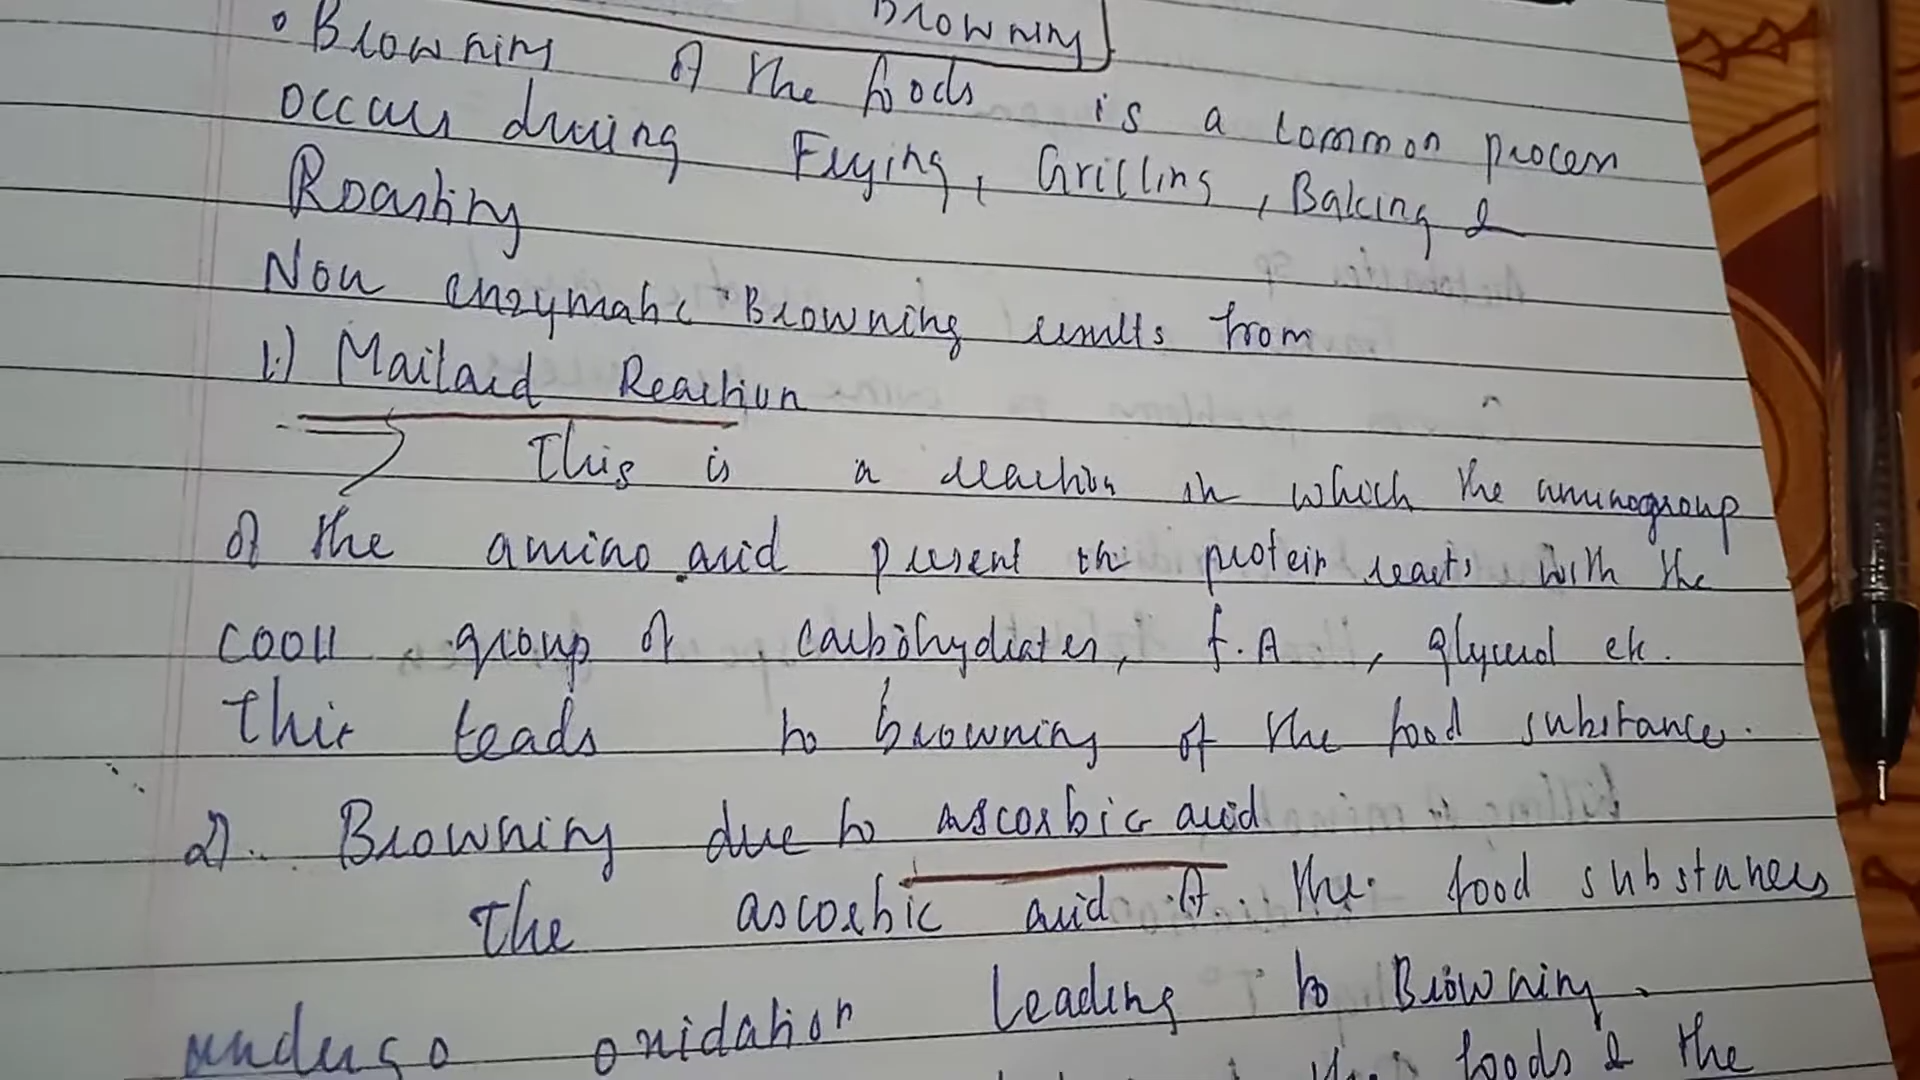 Browning
• Browning of the foods is a common process
occurs during Frying, Grilling, Baking &
Roasting
Non enzymatic Browning results from
1.) Mailard Reaction
This is a reaction in which the aminogroup
of the amino acid present the protein reacts with the
COOH group of carbohydrates, f.A, glycerol etc.
this leads to browning of the food substance.
2). Browning due to ascorbic acid
The ascorbic acid of the food substances
undergo oxidation leading to Browning.
foods & the